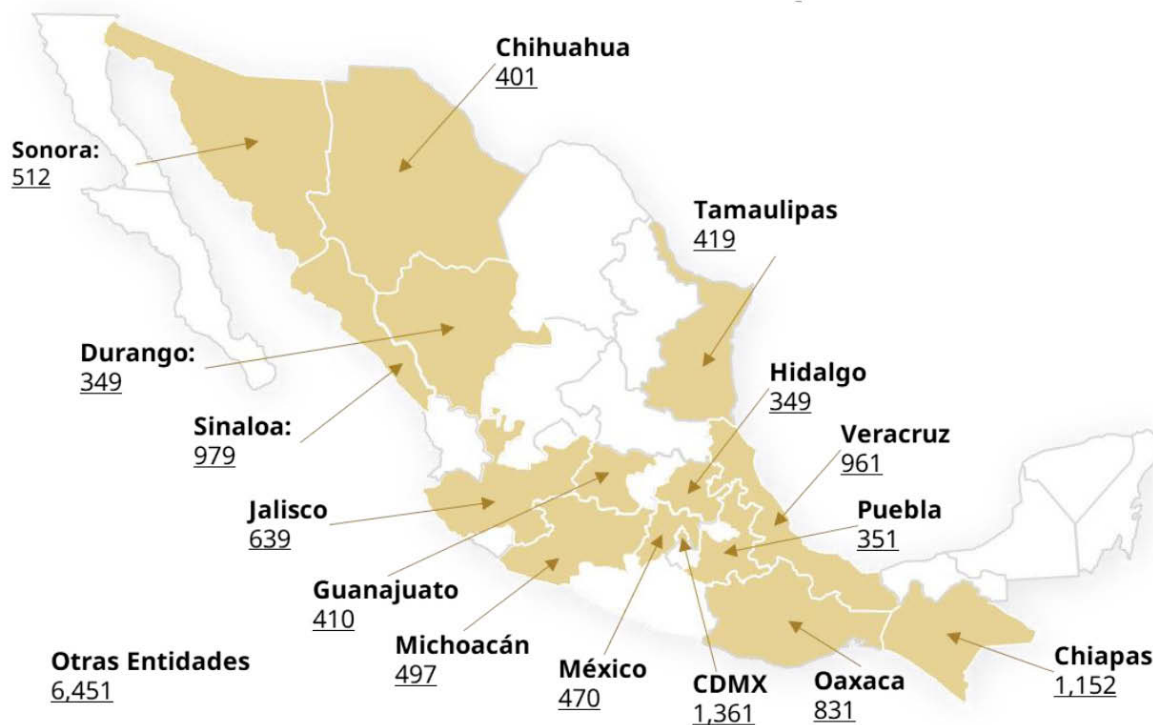 Chihuahua
401
Sonora:
512
Tamaulipas
419
Durango:
349
Hidalgo
349
Sinaloa:
979
Veracruz
961
Jalisco
639
Puebla
351
Guanajuato
410
Michoacán
497
México
470
CDMX
1,361
Oaxaca
831
Chiapas
1,152
Otras Entidades
6,451